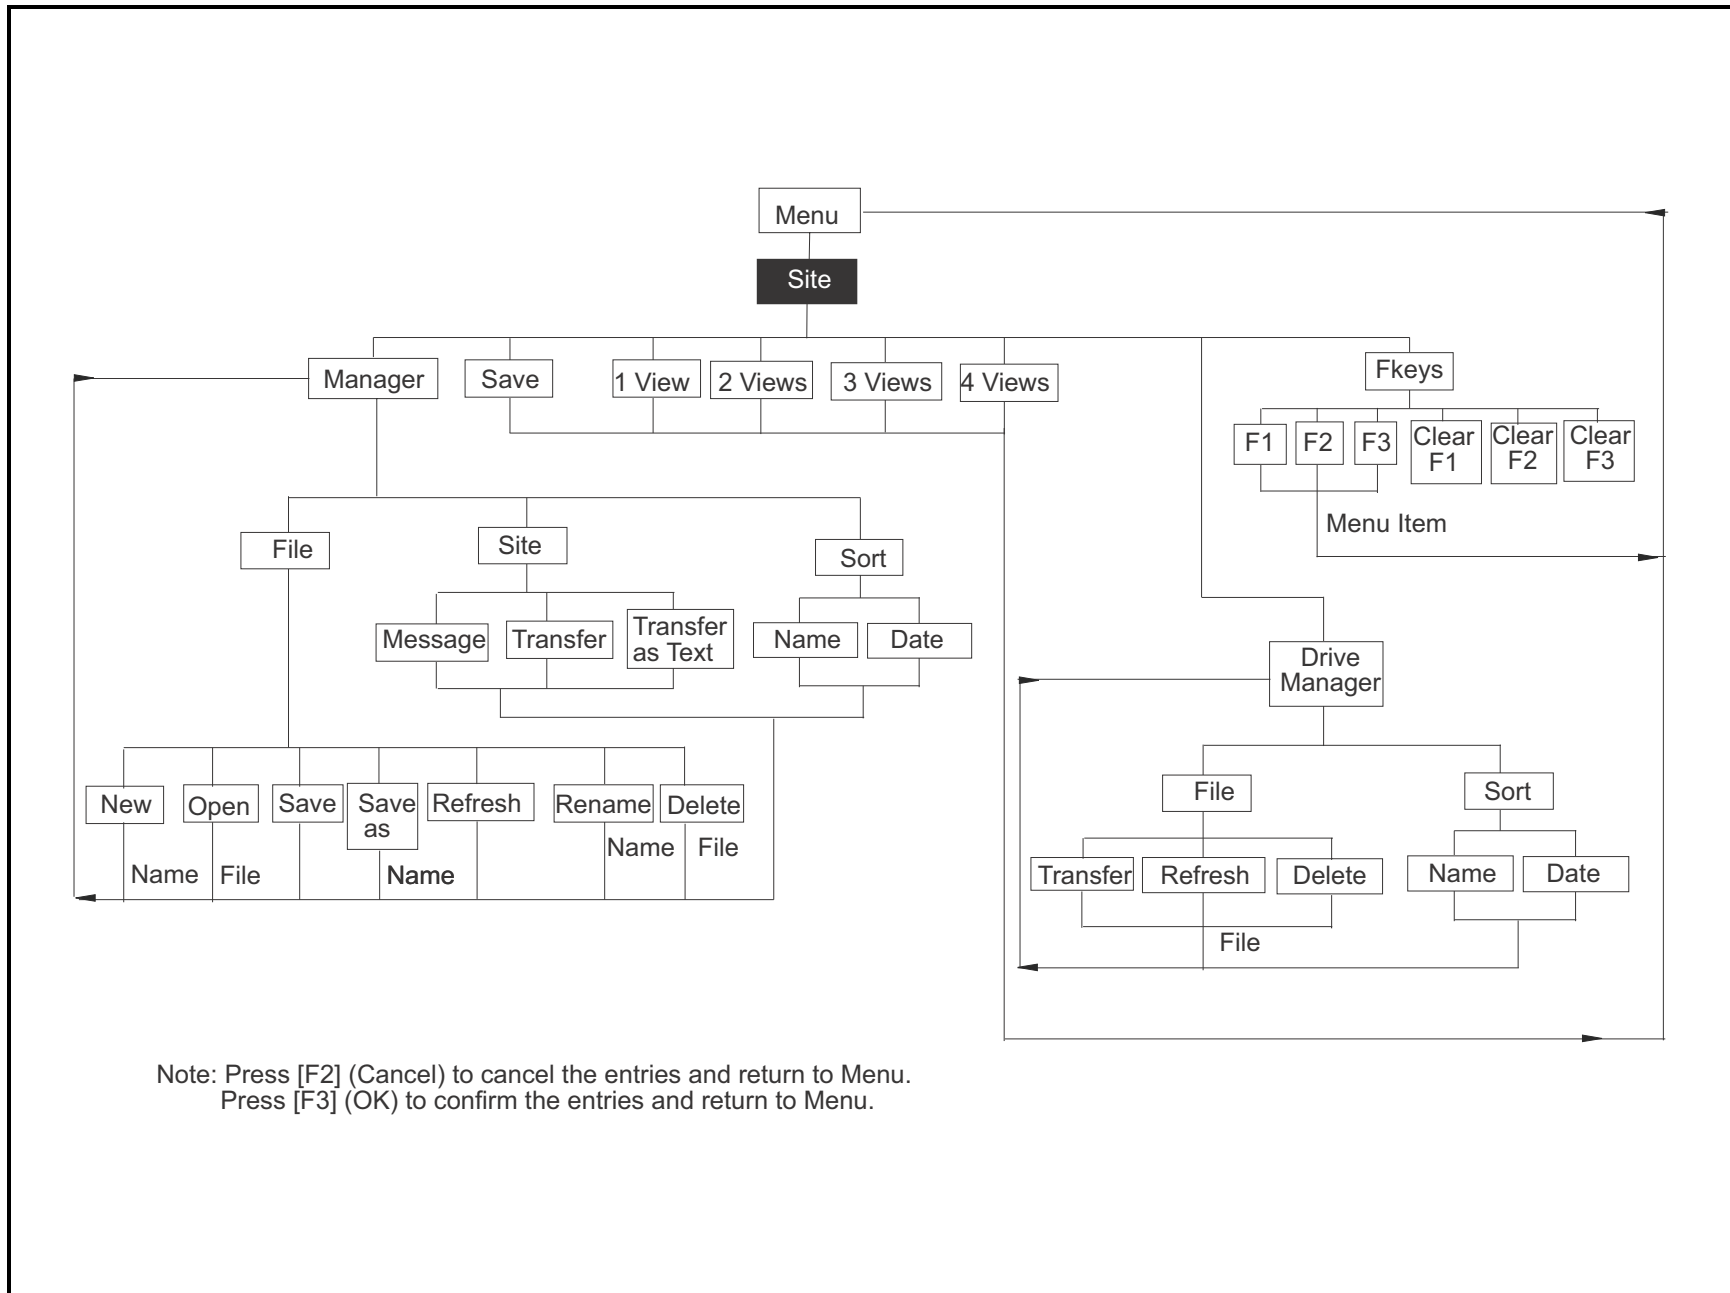 Menu
Site
Manager
Save
1 View
2 Views
3 Views
4 Views
Fkeys
F1
F2
F3
Clear
F1
Clear
F2
Clear
F3
Menu Item
File
Site
Sort
Message
Transfer
Transfer
as Text
Name
Date
Drive
Manager
New
Open
Save
Save
as
Refresh
Rename
Delete
Name
File
Name
Name
File
File
Sort
Transfer
Refresh
Delete
Name
Date
File
Note: Press [F2] (Cancel) to cancel the entries and return to Menu.
Press [F3] (OK) to confirm the entries and return to Menu.